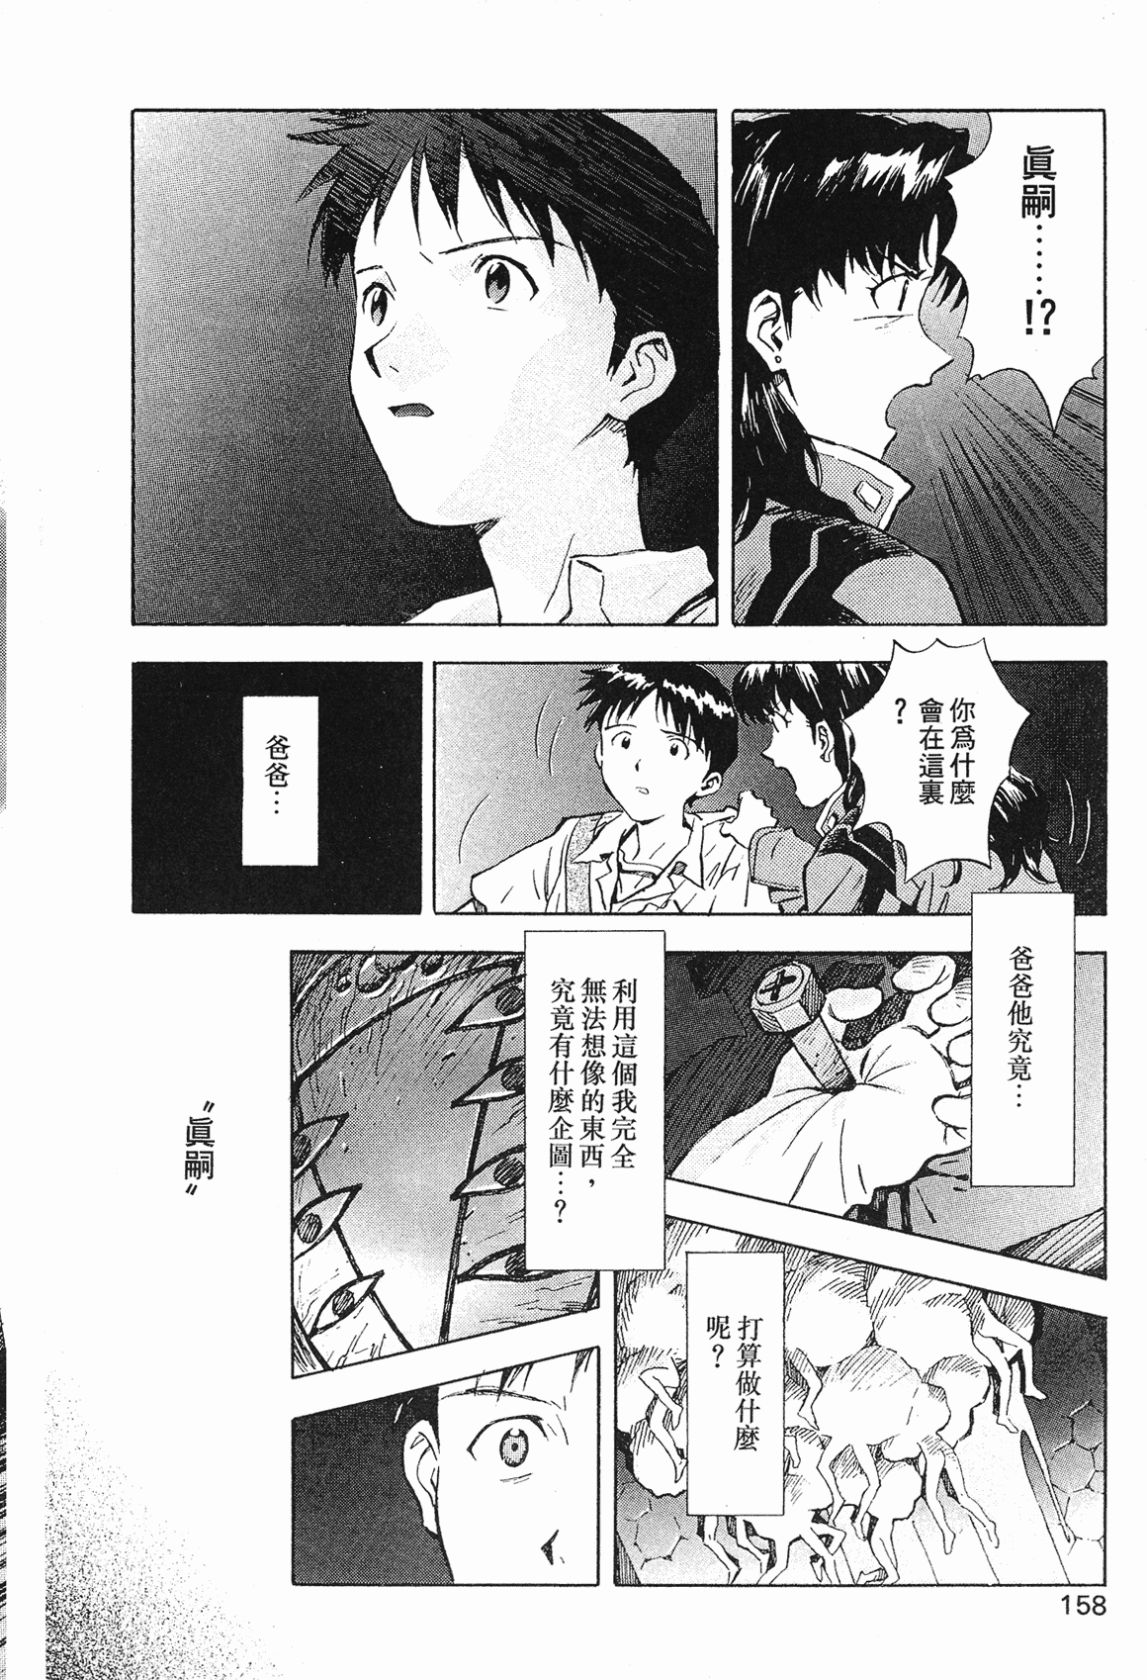 眞嗣……⁉
你爲什麼
會在這裏
？
爸爸…
爸爸他究竟…
利用這個我完全
無法想像的東西，
究竟有什麼企圖…？
打算做什麼
呢？
〝眞嗣〞
158